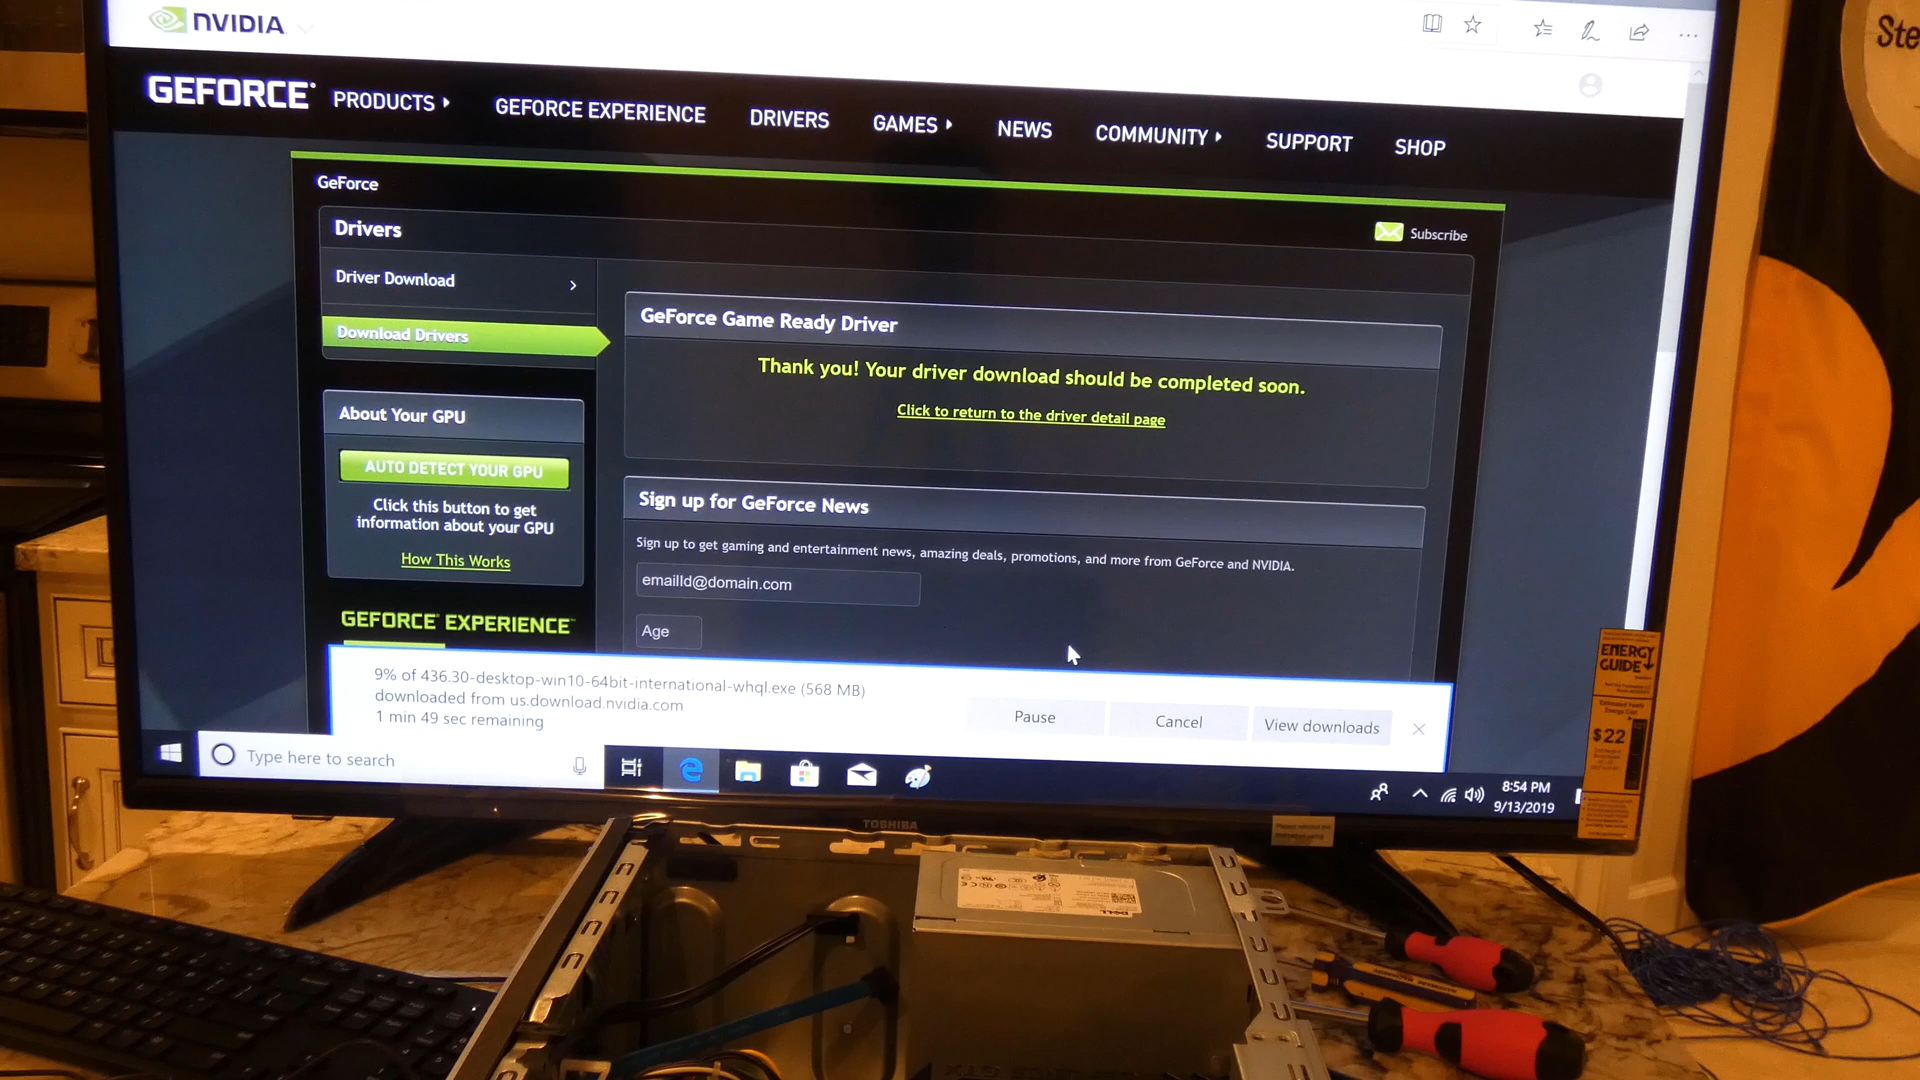 NVIDIA
Ste
GEFORCE
PRODUCTS
GEFORCE EXPERIENCE
DRIVERS
GAMES
NEWS
COMMUNITY
SUPPORT
SHOP
GeForce
Drivers
Subscribe
Driver Download
Download Drivers
GeForce Game Ready Driver
Thank you! Your driver download should be completed soon.
Click to return to the driver detail page
About Your GPU
AUTO DETECT YOUR GPU
Click this button to get
information about your GPU
How This Works
Sign up for GeForce News
Sign up to get gaming and entertainment news, amazing deals, promotions, and more from GeForce and NVIDIA.
emailId@domain.com
Age
GEFORCE EXPERIENCE
9% of 436.30-desktop-win10-64bit-international-whql.exe (568 MB)
downloaded from us.download.nvidia.com
1 min 49 sec remaining
Pause
Cancel
View downloads
Type here to search
8:54 PM
9/13/2019
ENERGY
GUIDE
$22
TOSHIBA
DELL